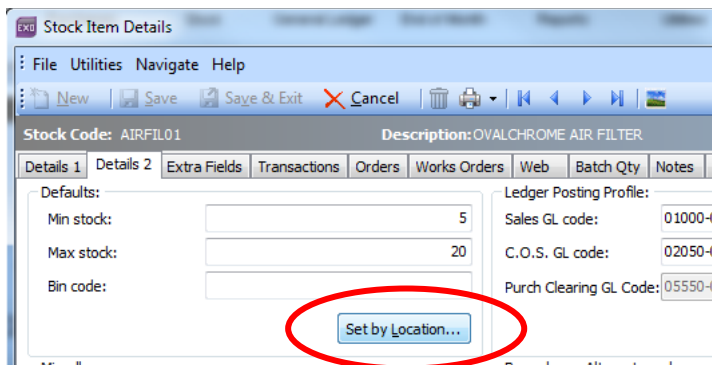 EXO Stock Item Details
File Utilities Navigate Help
New Save Save & Exit Cancel
Stock Code: AIRFIL01 Description: OVALCHROME AIR FILTER
Details 1 Details 2 Extra Fields Transactions Orders Works Orders Web Batch Qty Notes
Defaults: Ledger Posting Profile:
Min stock: 5 Sales GL code: 01000-
Max stock: 20 C.O.S. GL code: 02050-
Bin code: Purch Clearing GL Code: 05550-
Set by Location...